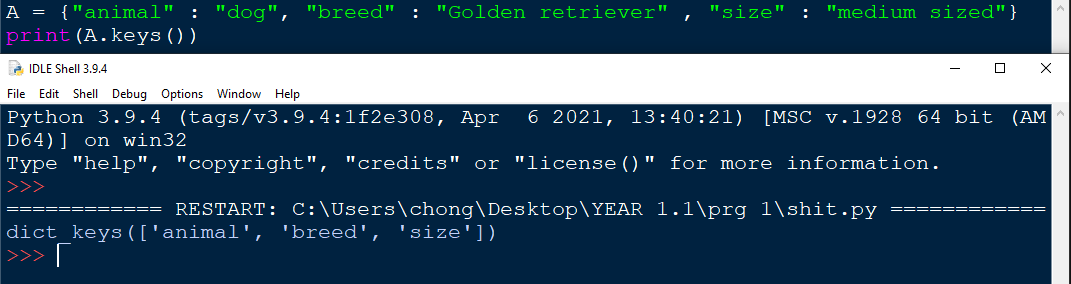 A = {"animal" : "dog", "breed" : "Golden retriever" , "size" : "medium sized"}
print(A.keys())
IDLE Shell 3.9.4
File Edit Shell Debug Options Window Help
Python 3.9.4 (tags/v3.9.4:1f2e308, Apr  6 2021, 13:40:21) [MSC v.1928 64 bit (AM
D64)] on win32
Type "help", "copyright", "credits" or "license()" for more information.
>>>
============ RESTART: C:\Users\chong\Desktop\YEAR 1.1\prg 1\shit.py ============
dict_keys(['animal', 'breed', 'size'])
>>>